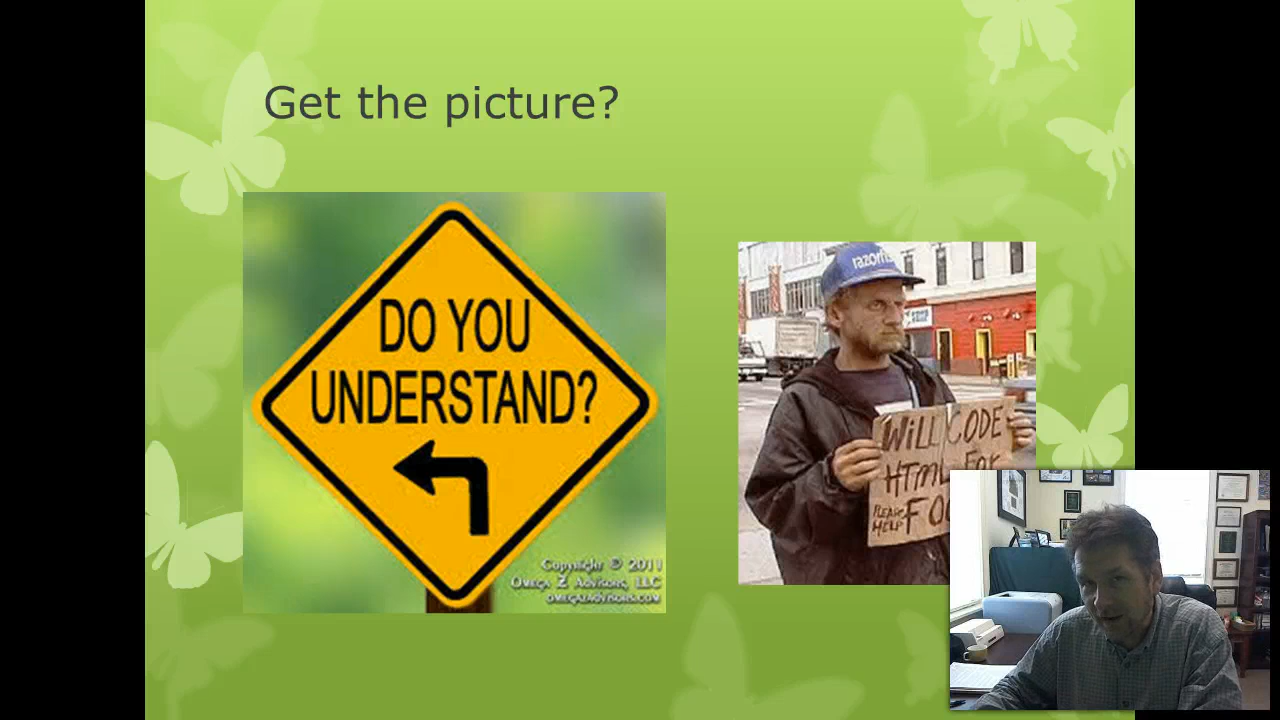 Get the picture?
DO YOU
UNDERSTAND?
Copyright © 2011
Omega Z Advisors, LLC
omegazadvisors.com
WILL CODE
HTML For
PLEASE
HELP